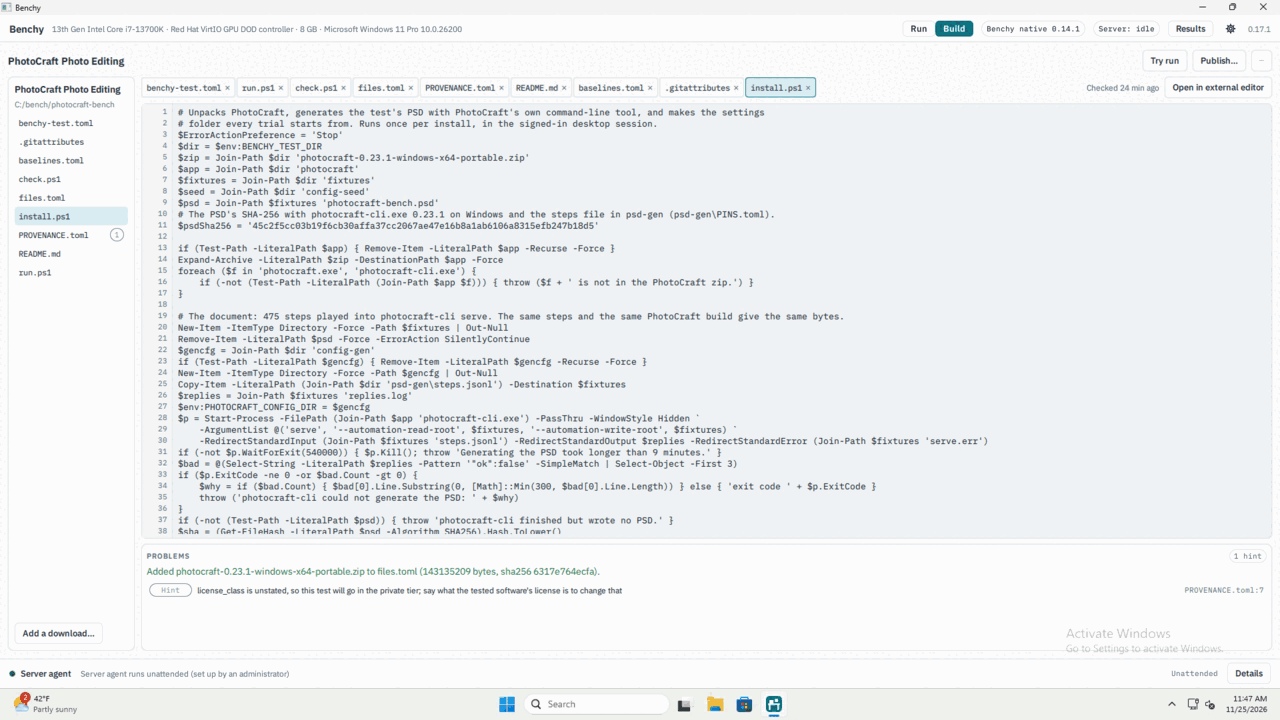 Benchy
Benchy 13th Gen Intel Core i7-13700K · Red Hat VirtIO GPU DOD controller · 8 GB · Microsoft Windows 11 Pro 10.0.26200 Run Build Benchy native 0.14.1 Server: idle Results 0.17.1
PhotoCraft Photo Editing Try run Publish...
PhotoCraft Photo Editing
C:/bench/photocraft-bench
benchy-test.toml
.gitattributes
baselines.toml
check.ps1
files.toml
install.ps1
PROVENANCE.toml 1
README.md
run.ps1
Add a download...
benchy-test.toml × run.ps1 × check.ps1 × files.toml × PROVENANCE.toml × README.md × baselines.toml × .gitattributes × install.ps1 × Checked 24 min ago Open in external editor
1 # Unpacks PhotoCraft, generates the test's PSD with PhotoCraft's own command-line tool, and makes the settings
2 # folder every trial starts from. Runs once per install, in the signed-in desktop session.
3 $ErrorActionPreference = 'Stop'
4 $dir = $env:BENCHY_TEST_DIR
5 $zip = Join-Path $dir 'photocraft-0.23.1-windows-x64-portable.zip'
6 $app = Join-Path $dir 'photocraft'
7 $fixtures = Join-Path $dir 'fixtures'
8 $seed = Join-Path $dir 'config-seed'
9 $psd = Join-Path $fixtures 'photocraft-bench.psd'
10 # The PSD's SHA-256 with photocraft-cli.exe 0.23.1 on Windows and the steps file in psd-gen (psd-gen\PINS.toml).
11 $psdSha256 = '45c2f5cc03b19f6cb30affa37cc2067ae47e16b8a1ab6106a8315efb247b18d5'
12
13 if (Test-Path -LiteralPath $app) { Remove-Item -LiteralPath $app -Recurse -Force }
14 Expand-Archive -LiteralPath $zip -DestinationPath $app -Force
15 foreach ($f in 'photocraft.exe', 'photocraft-cli.exe') {
16 if (-not (Test-Path -LiteralPath (Join-Path $app $f))) { throw ($f + ' is not in the PhotoCraft zip.') }
17 }
18
19 # The document: 475 steps played into photocraft-cli serve. The same steps and the same PhotoCraft build give the same bytes.
20 New-Item -ItemType Directory -Force -Path $fixtures | Out-Null
21 Remove-Item -LiteralPath $psd -Force -ErrorAction SilentlyContinue
22 $gencfg = Join-Path $dir 'config-gen'
23 if (Test-Path -LiteralPath $gencfg) { Remove-Item -LiteralPath $gencfg -Recurse -Force }
24 New-Item -ItemType Directory -Force -Path $gencfg | Out-Null
25 Copy-Item -LiteralPath (Join-Path $dir 'psd-gen\steps.jsonl') -Destination $fixtures
26 $replies = Join-Path $fixtures 'replies.log'
27 $env:PHOTOCRAFT_CONFIG_DIR = $gencfg
28 $p = Start-Process -FilePath (Join-Path $app 'photocraft-cli.exe') -PassThru -WindowStyle Hidden `
29 -ArgumentList @('serve', '--automation-read-root', $fixtures, '--automation-write-root', $fixtures) `
30 -RedirectStandardInput (Join-Path $fixtures 'steps.jsonl') -RedirectStandardOutput $replies -RedirectStandardError (Join-Path $fixtures 'serve.err')
31 if (-not $p.WaitForExit(540000)) { $p.Kill(); throw 'Generating the PSD took longer than 9 minutes.' }
32 $bad = @(Select-String -LiteralPath $replies -Pattern '"ok":false' -SimpleMatch | Select-Object -First 3)
33 if ($p.ExitCode -ne 0 -or $bad.Count -gt 0) {
34 $why = if ($bad.Count) { $bad[0].Line.Substring(0, [Math]::Min(300, $bad[0].Line.Length)) } else { 'exit code ' + $p.ExitCode }
35 throw ('photocraft-cli could not generate the PSD: ' + $why)
36 }
37 if (-not (Test-Path -LiteralPath $psd)) { throw 'photocraft-cli finished but wrote no PSD.' }
38 $sha = (Get-FileHash -LiteralPath $psd -Algorithm SHA256).Hash.ToLower()
PROBLEMS 1 hint
Added photocraft-0.23.1-windows-x64-portable.zip to files.toml (143135209 bytes, sha256 6317e764ecfa).
Hint license_class is unstated, so this test will go in the private tier; say what the tested software's license is to change that PROVENANCE.toml:7
Activate Windows
Go to Settings to activate Windows.
Server agent Server agent runs unattended (set up by an administrator) Unattended Details
2 42°F
Partly sunny
Search
11:47 AM
11/25/2026